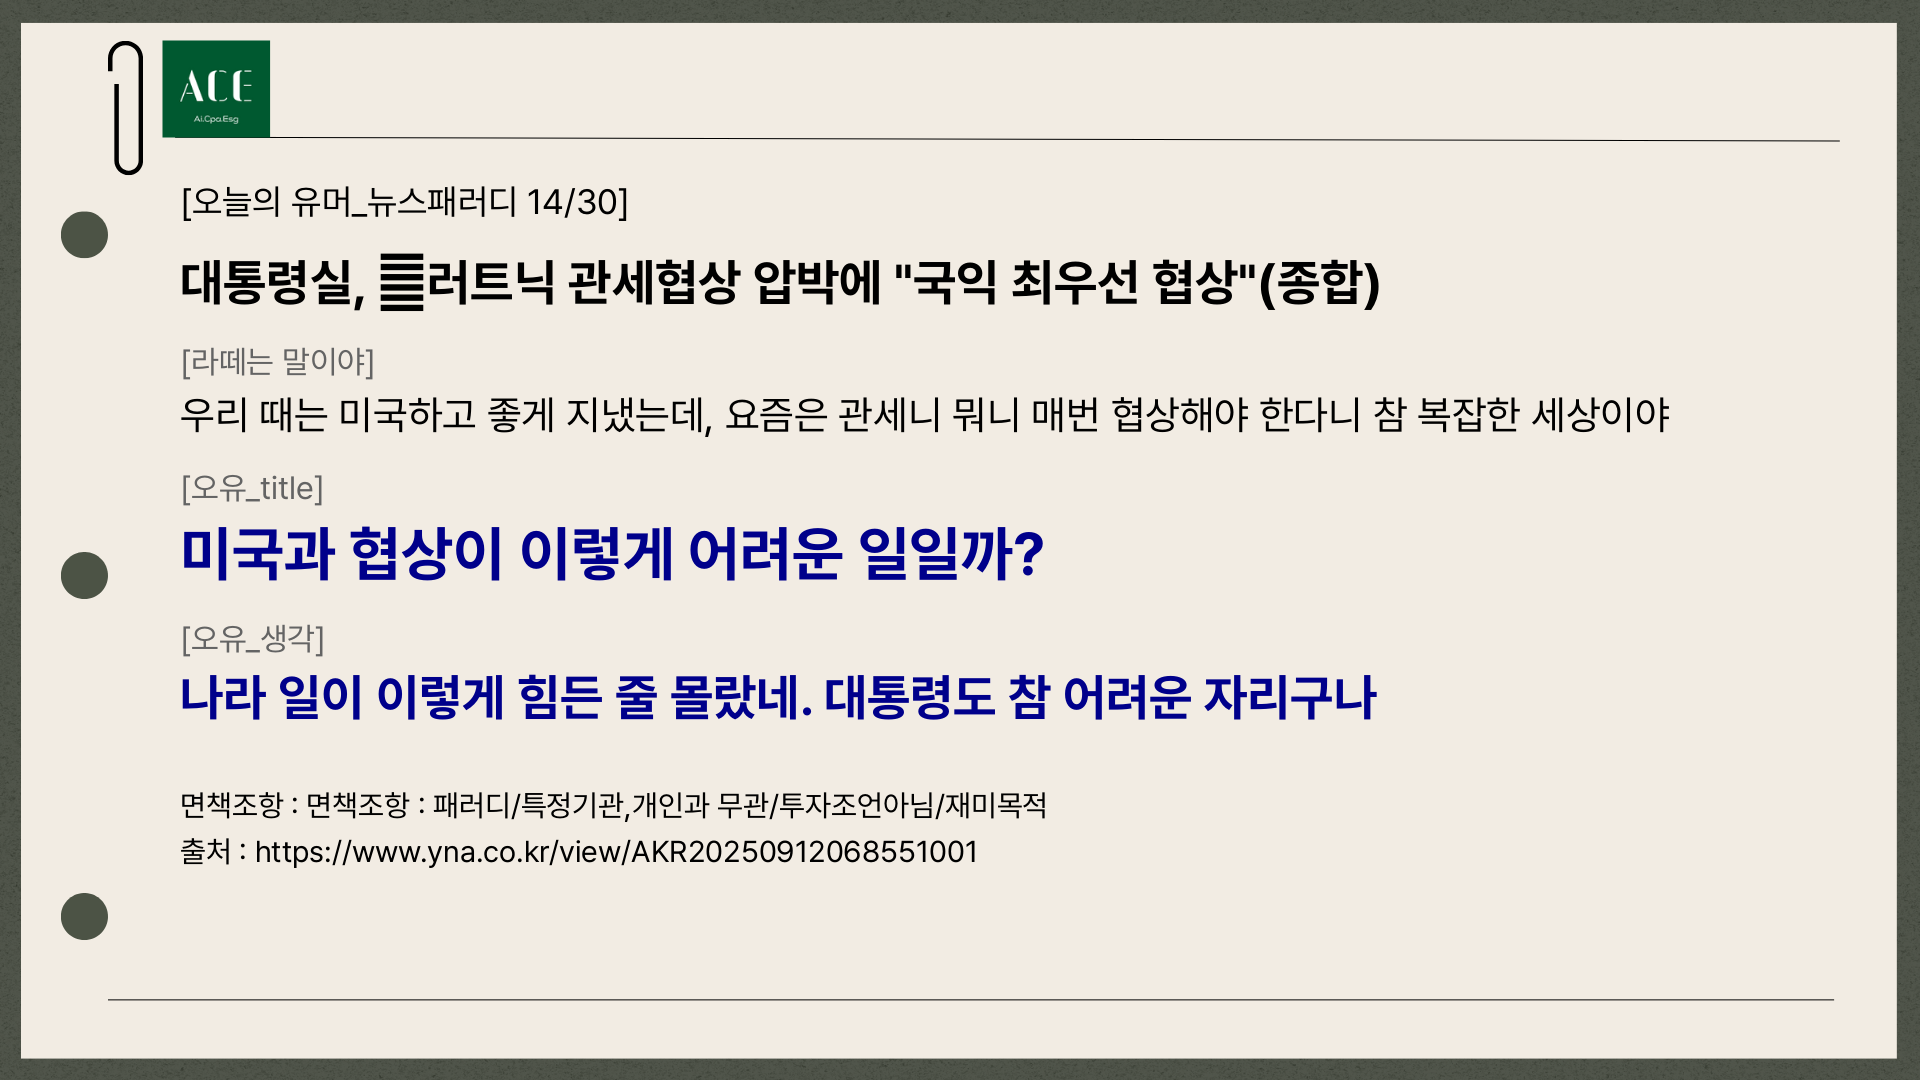 ACE
Ai.Cpa.Esg
[오늘의 유머_뉴스패러디 14/30]
대통령실, 러트닉 관세협상 압박에 "국익 최우선 협상"(종합)
[라떼는 말이야]
우리 때는 미국하고 좋게 지냈는데, 요즘은 관세니 뭐니 매번 협상해야 한다니 참 복잡한 세상이야
[오유_title]
미국과 협상이 이렇게 어려운 일일까?
[오유_생각]
나라 일이 이렇게 힘든 줄 몰랐네. 대통령도 참 어려운 자리구나
면책조항 : 면책조항 : 패러디/특정기관,개인과 무관/투자조언아님/재미목적
출처 : https://www.yna.co.kr/view/AKR20250912068551001